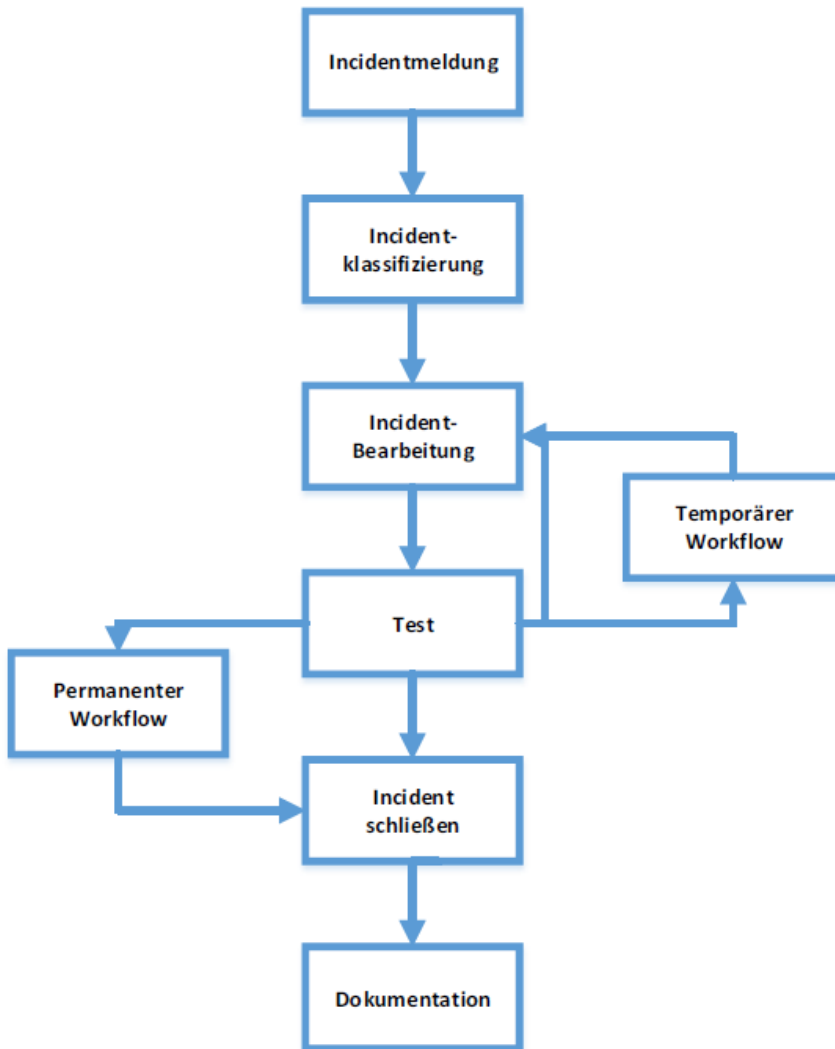 Incidentmeldung
Incident-
klassifizierung
Incident-
Bearbeitung
Temporärer
Workflow
Test
Permanenter
Workflow
Incident
schließen
Dokumentation